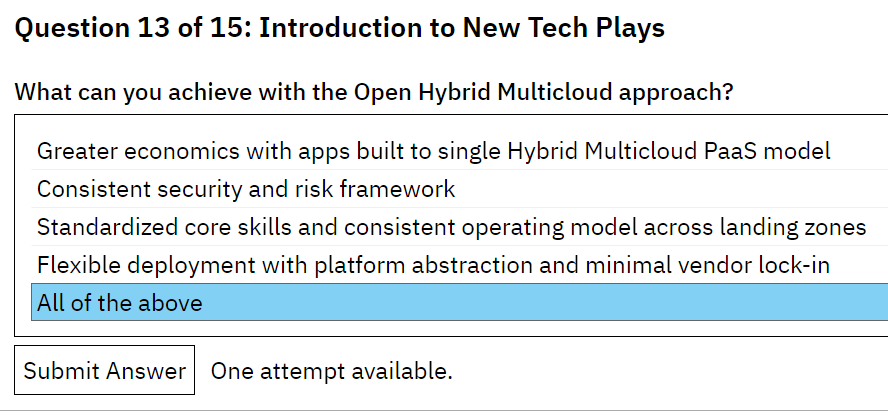 Question 13 of 15: Introduction to New Tech Plays
What can you achieve with the Open Hybrid Multicloud approach?
Greater economics with apps built to single Hybrid Multicloud PaaS model
Consistent security and risk framework
Standardized core skills and consistent operating model across landing zones
Flexible deployment with platform abstraction and minimal vendor lock-in
All of the above
Submit Answer One attempt available.